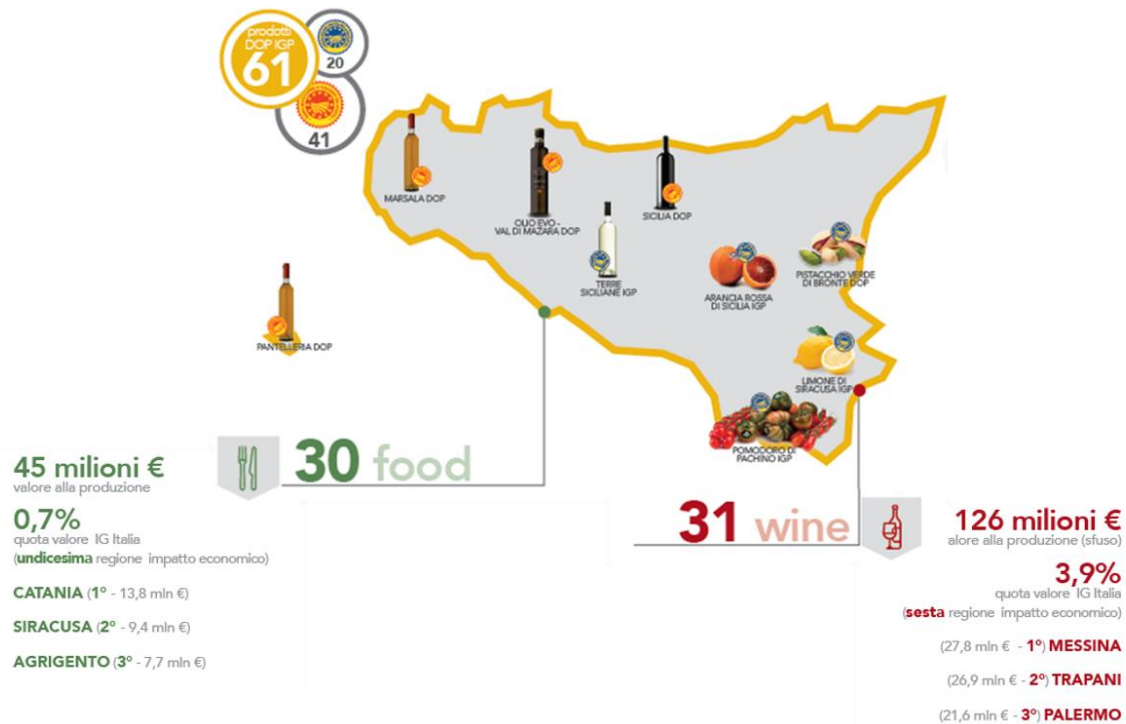 prodotti
DOP IGP
61
20
41
MARSALA DOP
OLIO EVO -
VAL DI MAZARA DOP
SICILIA DOP
TERRE
SICILIANE IGP
ARANCIA ROSSA
DI SICILIA IGP
PISTACCHIO VERDE
DI BRONTE DOP
PANTELLERIA DOP
LIMONE DI
SIRACUSA IGP
POMODORO DI
PACHINO IGP
30 food
45 milioni €
valore alla produzione
0,7%
quota valore IG Italia
(undicesima regione impatto economico)
CATANIA (1° - 13,8 mln €)
SIRACUSA (2° - 9,4 mln €)
AGRIGENTO (3° - 7,7 mln €)
31 wine
126 milioni €
alore alla produzione (sfuso)
3,9%
quota valore IG Italia
(sesta regione impatto economico)
(27,8 mln € - 1°) MESSINA
(26,9 mln € - 2°) TRAPANI
(21,6 mln € - 3°) PALERMO